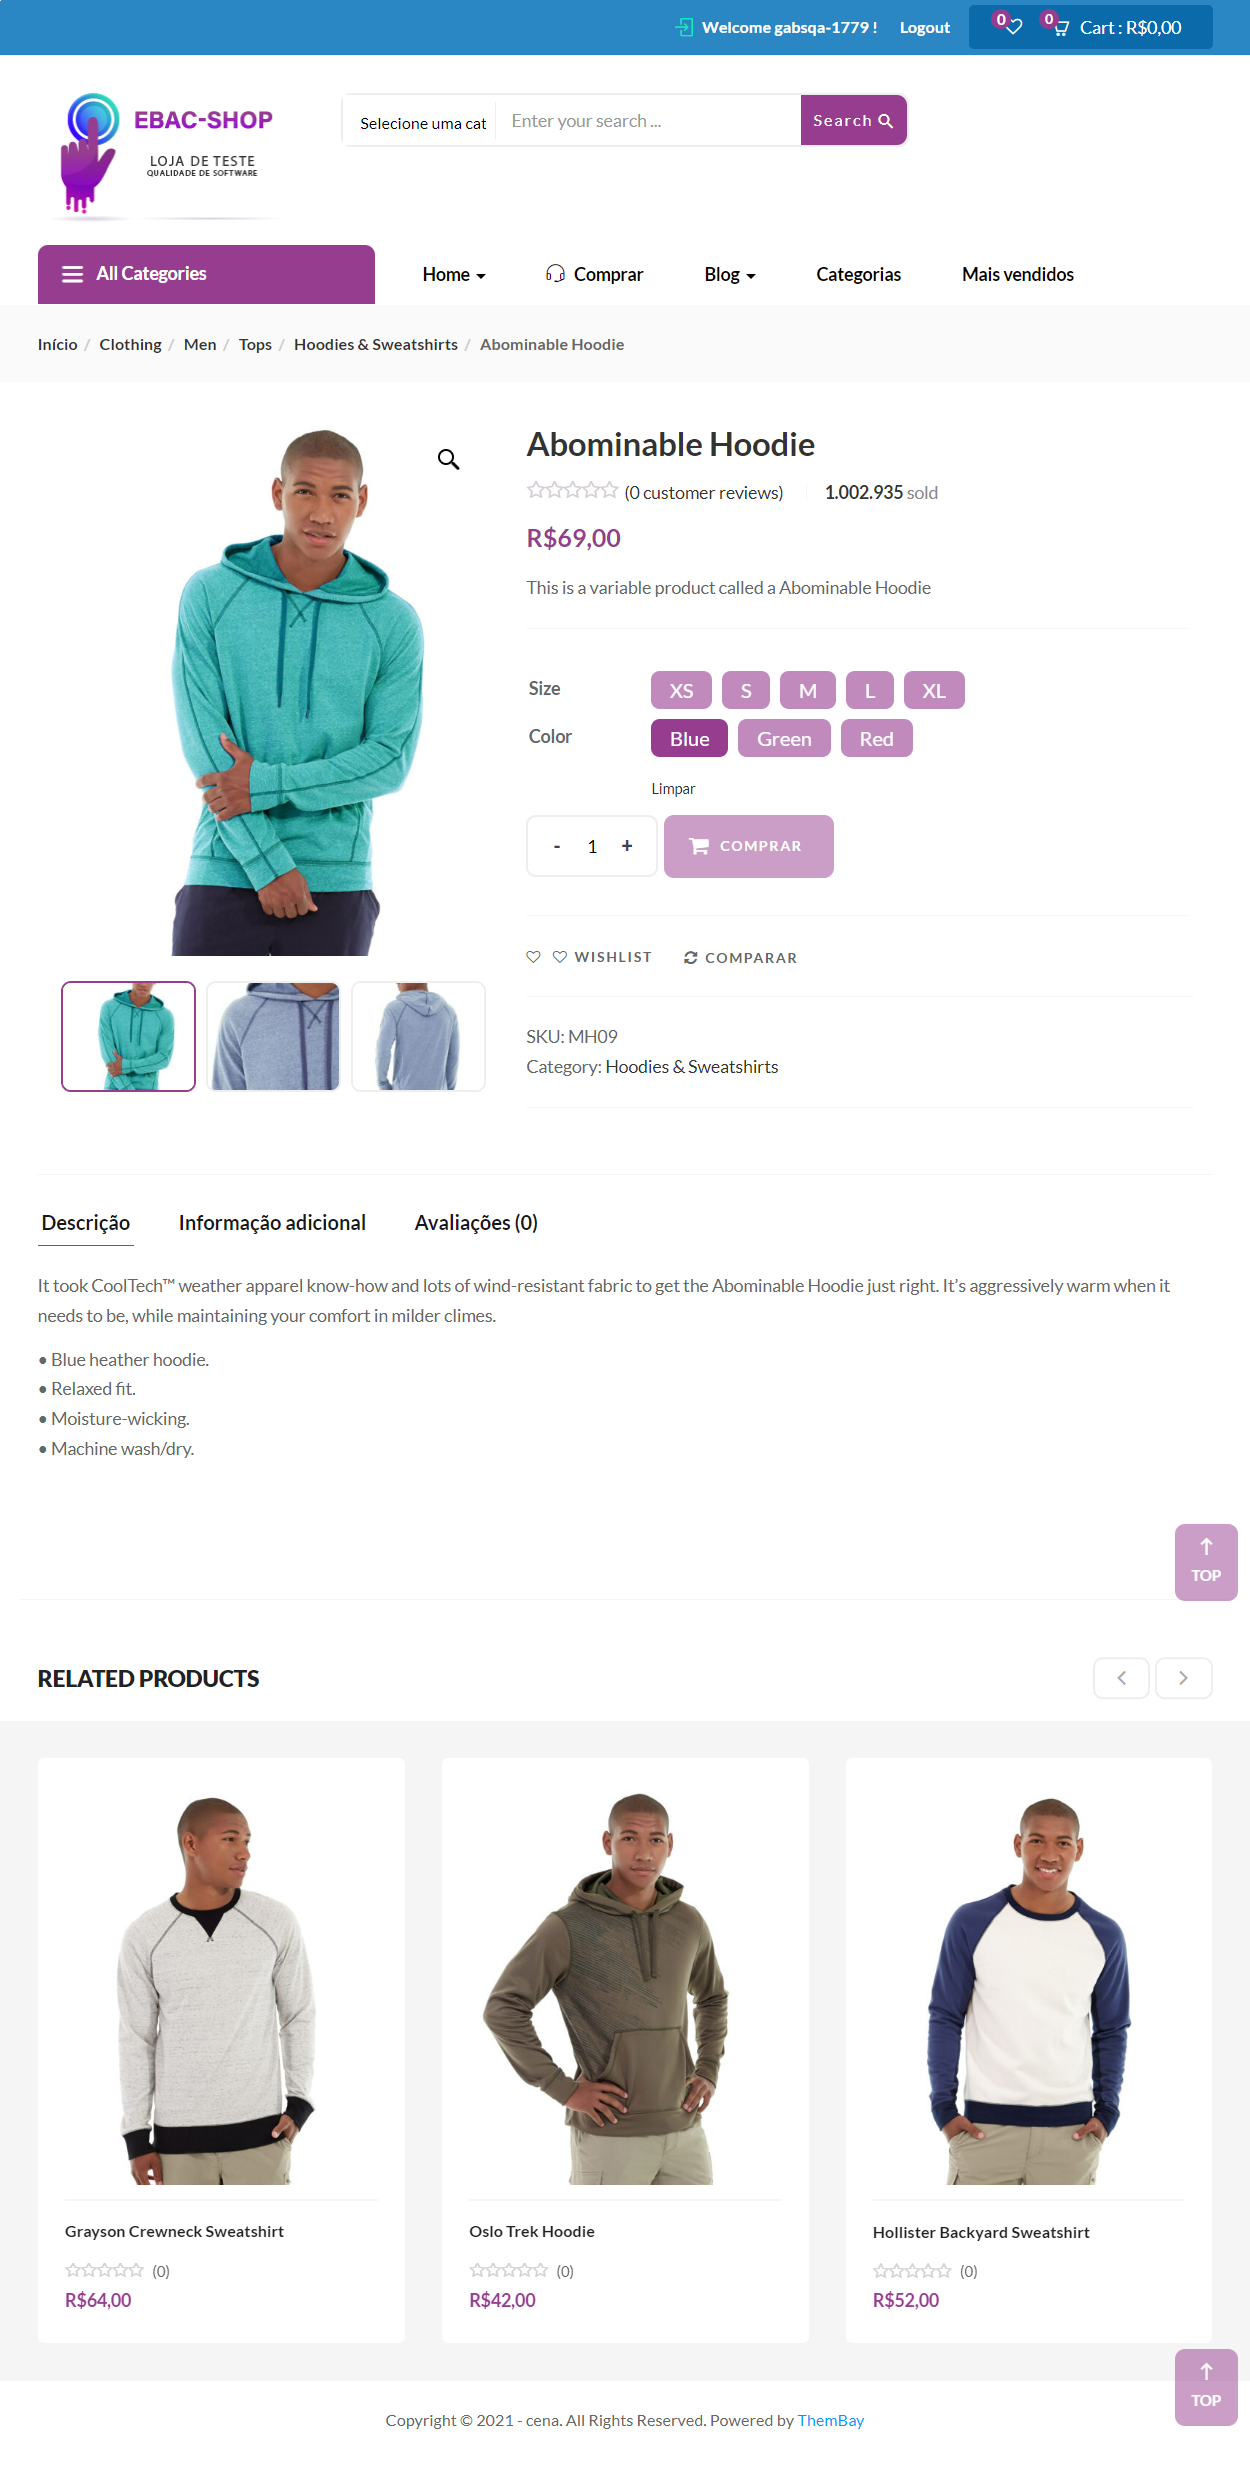 Welcome gabsqa-1779 ! Logout 0 0 Cart : R$0,00
EBAC-SHOP
LOJA DE TESTE
QUALIDADE DE SOFTWARE
Selecione uma cat Enter your search ... Search
All Categories Home Comprar Blog Categorias Mais vendidos
Início / Clothing / Men / Tops / Hoodies & Sweatshirts / Abominable Hoodie
Abominable Hoodie
(0 customer reviews) 1.002.935 sold
R$69,00
This is a variable product called a Abominable Hoodie
Size XS S M L XL
Color Blue Green Red
Limpar
- 1 + COMPRAR
WISHLIST COMPARAR
SKU: MH09
Category: Hoodies & Sweatshirts
Descrição Informação adicional Avaliações (0)
It took CoolTech™ weather apparel know-how and lots of wind-resistant fabric to get the Abominable Hoodie just right. It’s aggressively warm when it
needs to be, while maintaining your comfort in milder climes.
• Blue heather hoodie.
• Relaxed fit.
• Moisture-wicking.
• Machine wash/dry.
TOP
RELATED PRODUCTS
Grayson Crewneck Sweatshirt
(0)
R$64,00
Oslo Trek Hoodie
(0)
R$42,00
Hollister Backyard Sweatshirt
(0)
R$52,00
TOP
Copyright © 2021 - cena. All Rights Reserved. Powered by ThemBay